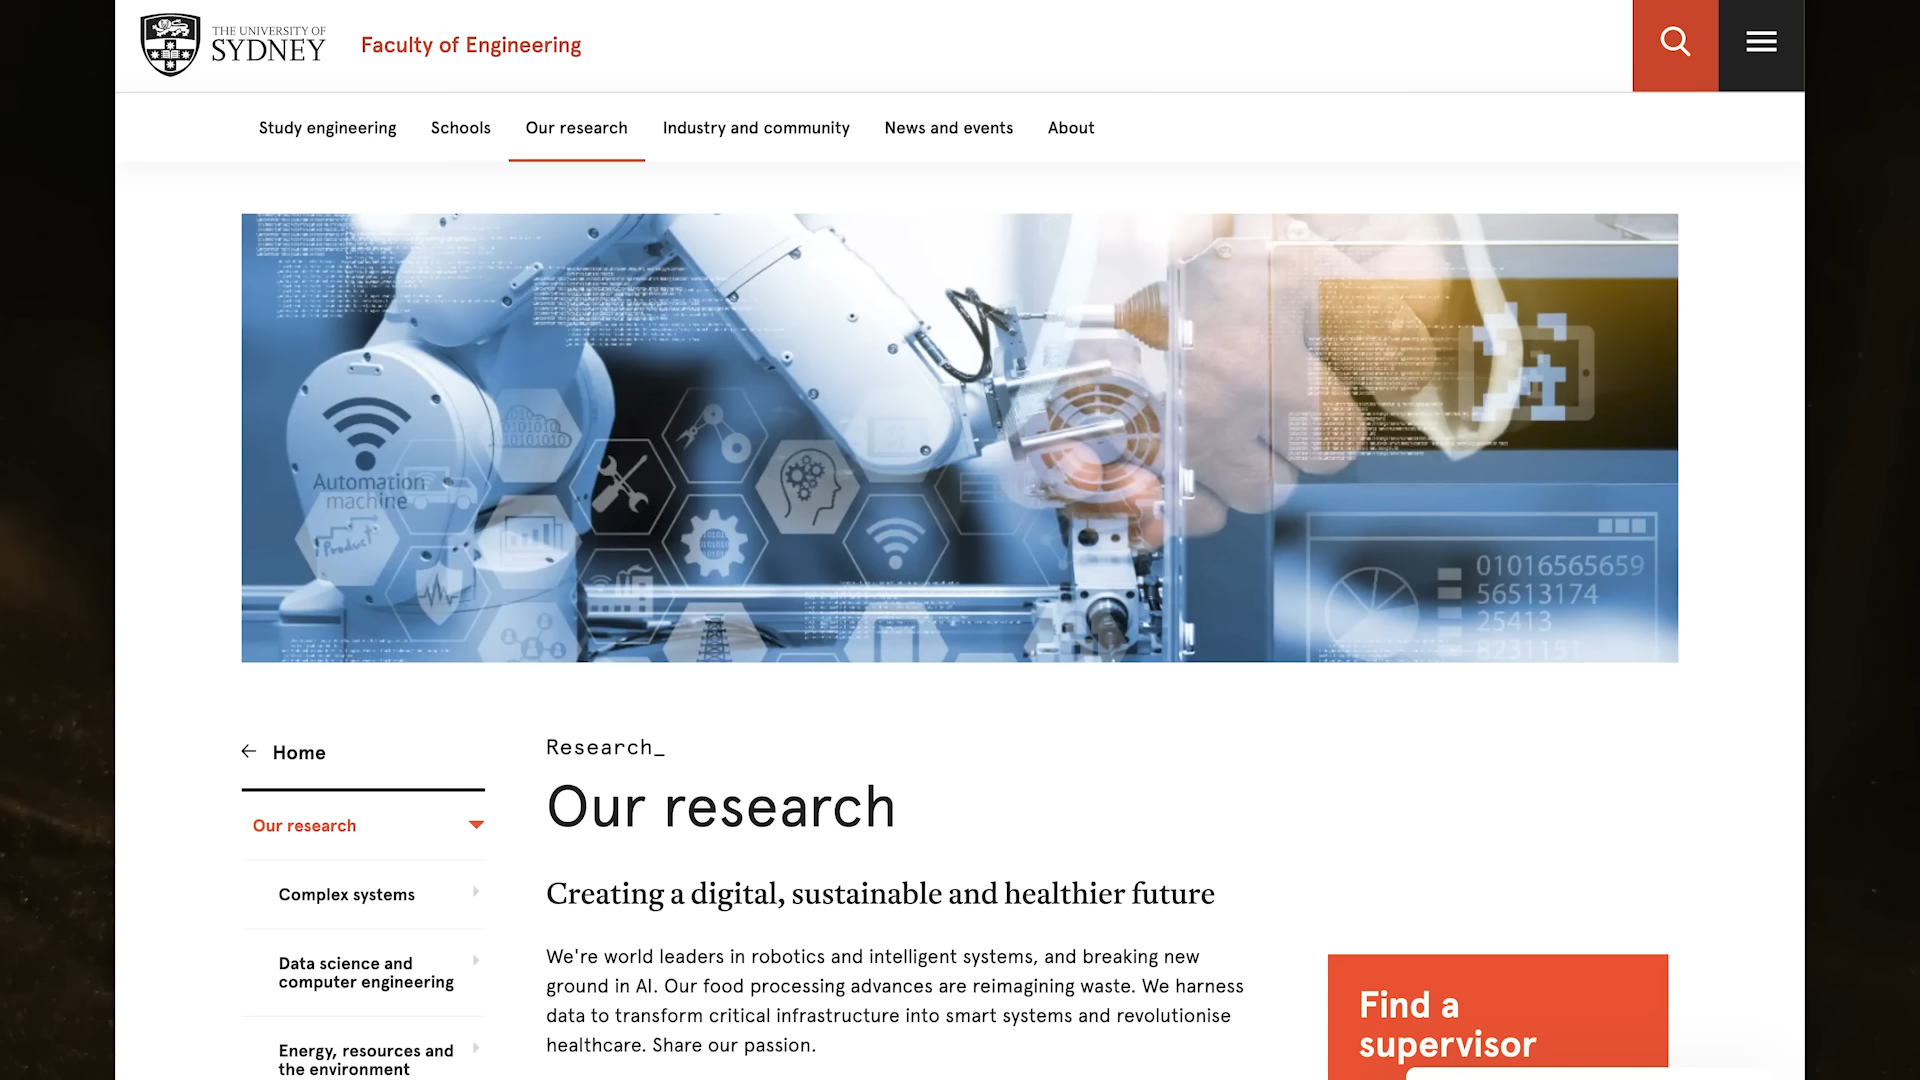 THE UNIVERSITY OF
SYDNEY
Faculty of Engineering
Study engineering
Schools
Our research
Industry and community
News and events
About
Automation
machine
Product
01016565659
56513174
25413
8231151
Home
Our research
Complex systems
Data science and
computer engineering
Energy, resources and
the environment
Research_
Our research
Creating a digital, sustainable and healthier future
We're world leaders in robotics and intelligent systems, and breaking new
ground in AI. Our food processing advances are reimagining waste. We harness
data to transform critical infrastructure into smart systems and revolutionise
healthcare. Share our passion.
Find a
supervisor